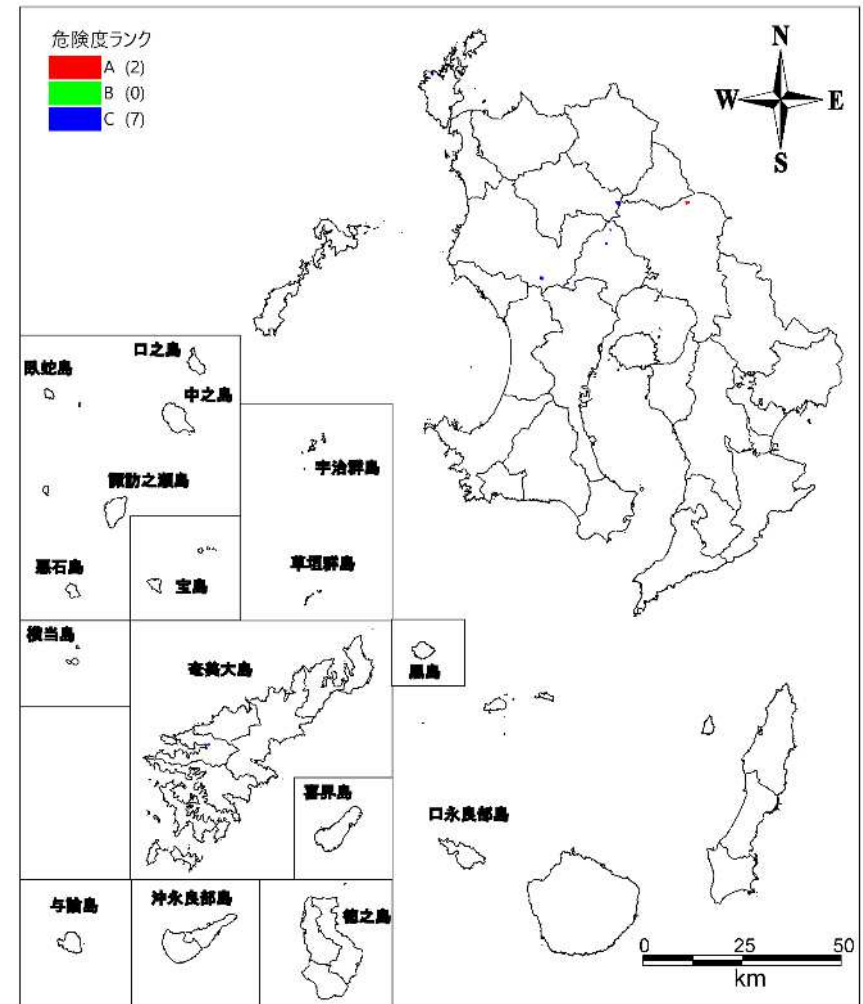 危険度ランク
A (2)
B (0)
C (7)
N
W
E
S
口之島
臥蛇島
中之島
諏訪之瀬島
宇治群島
悪石島
宝島
草垣群島
横当島
奄美大島
黒島
喜界島
口永良部島
与論島
沖永良部島
徳之島
0 25 50
km